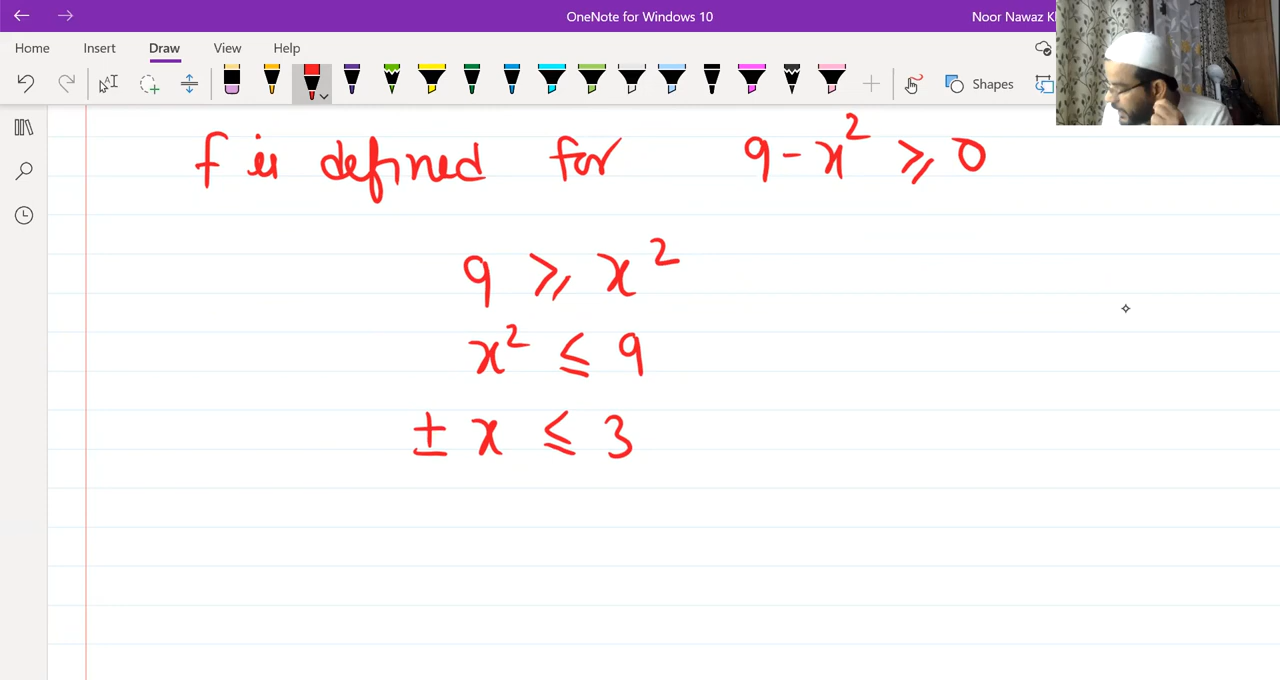 OneNote for Windows 10
Noor Nawaz
Home Insert Draw View Help
Shapes
f is defined for 9 - x² ⩾ 0
9 ⩾ x²
x² ≤ 9
± x ≤ 3